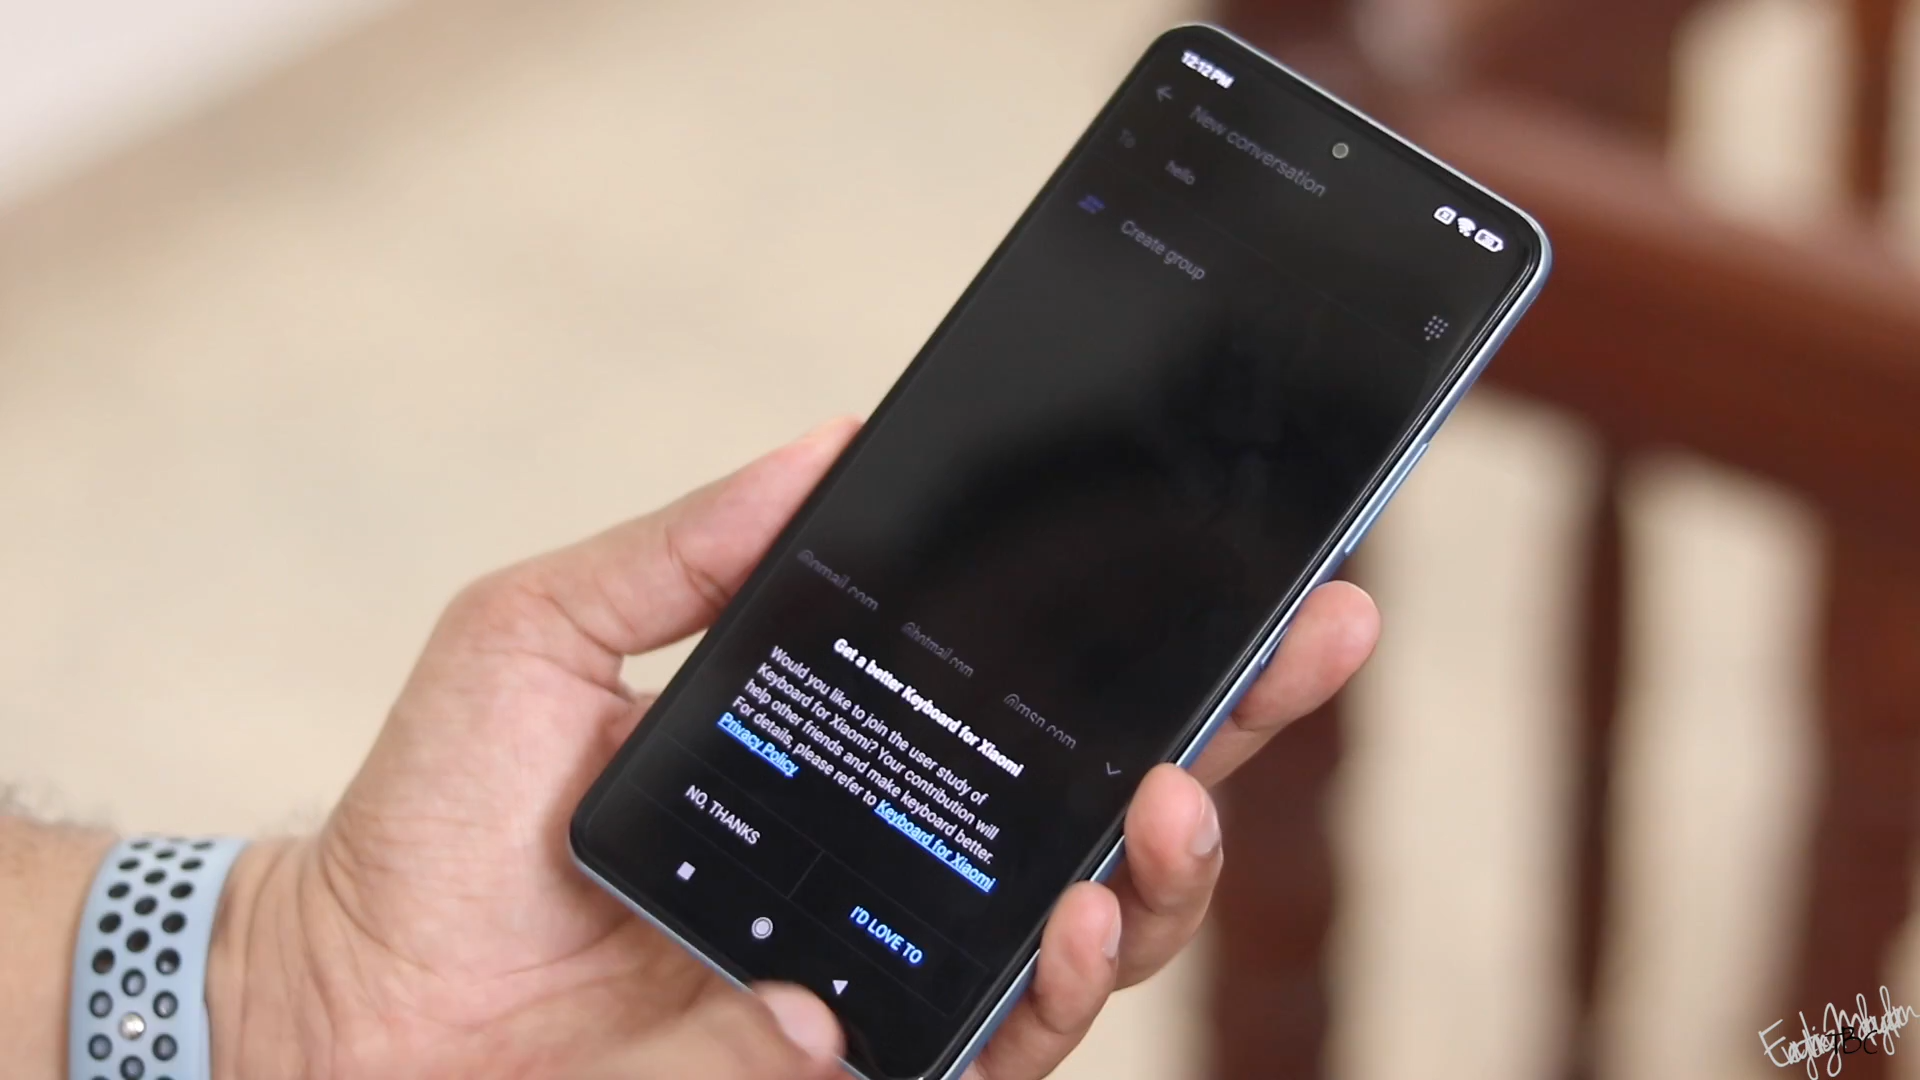 12:12 PM
New conversation
To
hello
Create group
@gmail.com
@hotmail.com
@msn.com
Get a better Keyboard for Xiaomi
Would you like to join the user study of
Keyboard for Xiaomi? Your contribution will
help other friends and make keyboard better.
For details, please refer to Keyboard for Xiaomi
Privacy Policy
NO, THANKS
I'D LOVE TO
TBC